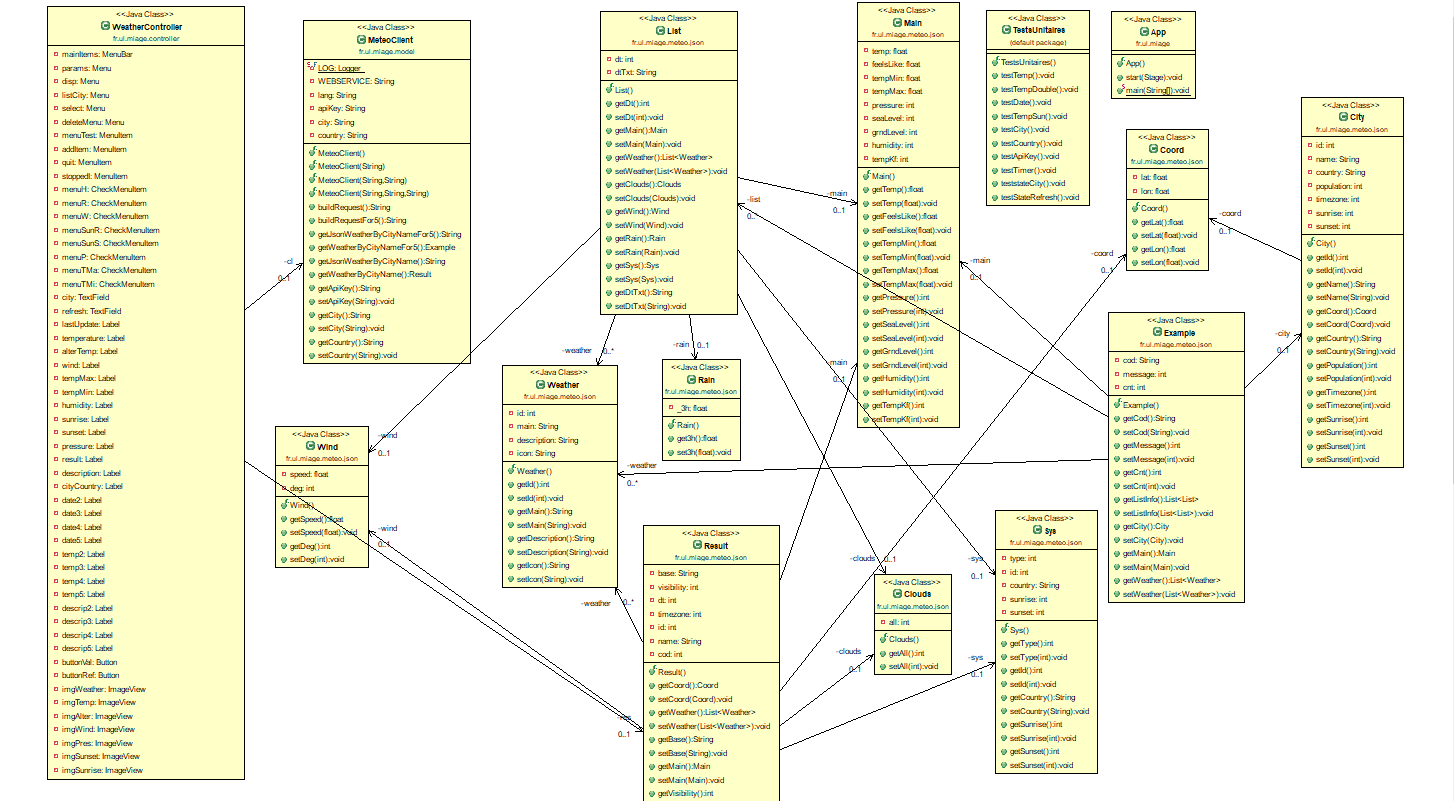 <<Java Class>>
WeatherController
fr.ul.miage.controller
mainItems: MenuBar
params: Menu
disp: Menu
listCity: Menu
select: Menu
deleteMenu: Menu
menuTest: MenuItem
addItem: MenuItem
quit: MenuItem
stoppedI: MenuItem
menuH: CheckMenuItem
menuR: CheckMenuItem
menuW: CheckMenuItem
menuSunR: CheckMenuItem
menuSunS: CheckMenuItem
menuP: CheckMenuItem
menuTMa: CheckMenuItem
menuTMi: CheckMenuItem
city: TextField
refresh: TextField
lastUpdate: Label
temperature: Label
alterTemp: Label
wind: Label
tempMax: Label
tempMin: Label
humidity: Label
sunrise: Label
sunset: Label
pressure: Label
result: Label
description: Label
cityCountry: Label
date2: Label
date3: Label
date4: Label
date5: Label
temp2: Label
temp3: Label
temp4: Label
temp5: Label
descrip2: Label
descrip3: Label
descrip4: Label
descrip5: Label
buttonVal: Button
buttonRef: Button
imgWeather: ImageView
imgTemp: ImageView
imgAlter: ImageView
imgWind: ImageView
imgPres: ImageView
imgSunset: ImageView
imgSunrise: ImageView
-cl
0..1
<<Java Class>>
MeteoClient
fr.ul.miage.model
LOG: Logger
WEBSERVICE: String
lang: String
apiKey: String
city: String
country: String
MeteoClient()
MeteoClient(String)
MeteoClient(String,String)
MeteoClient(String,String,String)
buildRequest():String
buildRequestFor5():String
getJsonWeatherByCityNameFor5():String
getWeatherByCityNameFor5():Example
getJsonWeatherByCityName():String
getWeatherByCityName():Result
getApiKey():String
setApiKey(String):void
getCity():String
setCity(String):void
getCountry():String
setCountry(String):void
<<Java Class>>
Wind
fr.ul.miage.meteo.json
speed: float
deg: int
Wind()
getSpeed():float
setSpeed(float):void
getDeg():int
setDeg(int):void
-wind
0..1
-wind
0..1
<<Java Class>>
List
fr.ul.miage.meteo.json
dt: int
dtTxt: String
List()
getDt():int
setDt(int):void
getMain():Main
setMain(Main):void
getWeather():List<Weather>
setWeather(List<Weather>):void
getClouds():Clouds
setClouds(Clouds):void
getWind():Wind
setWind(Wind):void
getRain():Rain
setRain(Rain):void
getSys():Sys
setSys(Sys):void
getDtTxt():String
setDtTxt(String):void
-weather
0..*
-rain
0..1
<<Java Class>>
Weather
fr.ul.miage.meteo.json
id: int
main: String
description: String
icon: String
Weather()
getId():int
setId(int):void
getMain():String
setMain(String):void
getDescription():String
setDescription(String):void
getIcon():String
setIcon(String):void
-weather
0..*
-weather
0..*
<<Java Class>>
Rain
fr.ul.miage.meteo.json
_3h: float
Rain()
get3h():float
set3h(float):void
<<Java Class>>
Result
fr.ul.miage.meteo.json
base: String
visibility: int
dt: int
timezone: int
id: int
name: String
cod: int
Result()
getCoord():Coord
setCoord(Coord):void
getWeather():List<Weather>
setWeather(List<Weather>):void
getBase():String
setBase(String):void
getMain():Main
setMain(Main):void
getVisibility():int
-res
0..1
-main
0..1
-list
0..
-main
0..1
-main
0..1
<<Java Class>>
Main
fr.ul.miage.meteo.json
temp: float
feelsLike: float
tempMin: float
tempMax: float
pressure: int
seaLevel: int
grndLevel: int
humidity: int
tempKf: int
Main()
getTemp():float
setTemp(float):void
getFeelsLike():float
setFeelsLike(float):void
getTempMin():float
setTempMin(float):void
getTempMax():float
setTempMax(float):void
getPressure():int
setPressure(int):void
getSeaLevel():int
setSeaLevel(int):void
getGrndLevel():int
setGrndLevel(int):void
getHumidity():int
setHumidity(int):void
getTempKf():int
setTempKf(int):void
<<Java Class>>
TestsUnitaires
(default package)
TestsUnitaires()
testTemp():void
testTempDouble():void
testDate():void
testTempSun():void
testCity():void
testCountry():void
testApiKey():void
testTimer():void
teststateCity():void
testStateRefresh():void
<<Java Class>>
App
fr.ul.miage
App()
start(Stage):void
main(String[]):void
<<Java Class>>
Coord
fr.ul.miage.meteo.json
lat: float
lon: float
Coord()
getLat():float
setLat(float):void
getLon():float
setLon(float):void
-coord
0..1
-coord
0..1
<<Java Class>>
City
fr.ul.miage.meteo.json
id: int
name: String
country: String
population: int
timezone: int
sunrise: int
sunset: int
City()
getId():int
setId(int):void
getName():String
setName(String):void
getCoord():Coord
setCoord(Coord):void
getCountry():String
setCountry(String):void
getPopulation():int
setPopulation(int):void
getTimezone():int
setTimezone(int):void
getSunrise():int
setSunrise(int):void
getSunset():int
setSunset(int):void
-city
0..1
<<Java Class>>
Example
fr.ul.miage.meteo.json
cod: String
message: int
cnt: int
Example()
getCod():String
setCod(String):void
getMessage():int
setMessage(int):void
getCnt():int
setCnt(int):void
getListInfo():List<List>
setListInfo(List<List>):void
getCity():City
setCity(City):void
getMain():Main
setMain(Main):void
getWeather():List<Weather>
setWeather(List<Weather>):void
-clouds
0..1
-clouds
0..1
<<Java Class>>
Clouds
fr.ul.miage.meteo.json
all: int
Clouds()
getAll():int
setAll(int):void
-sys
0..1
-sys
0..1
<<Java Class>>
Sys
fr.ul.miage.meteo.json
type: int
id: int
country: String
sunrise: int
sunset: int
Sys()
getType():int
setType(int):void
getId():int
setId(int):void
getCountry():String
setCountry(String):void
getSunrise():int
setSunrise(int):void
getSunset():int
setSunset(int):void